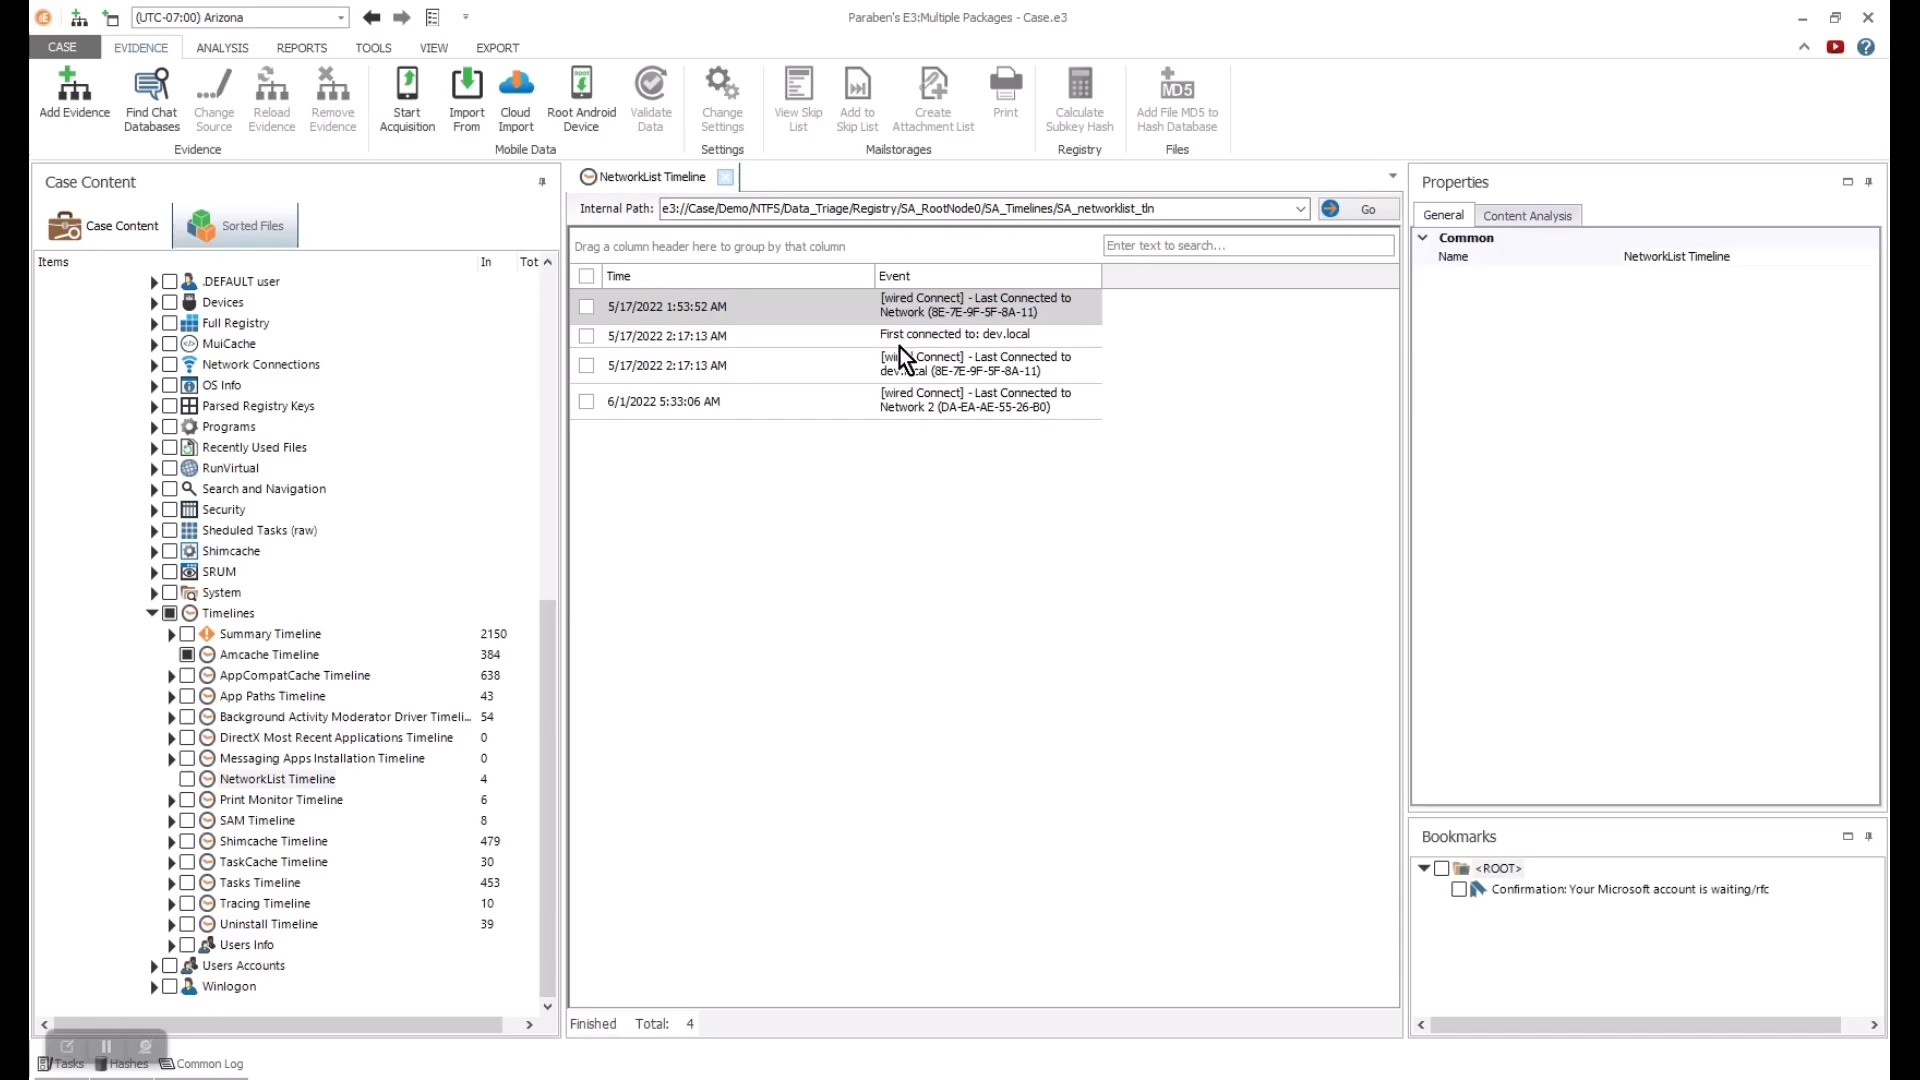 (UTC-07:00) Arizona
Paraben's E3:Multiple Packages - Case.e3
CASE EVIDENCE ANALYSIS REPORTS TOOLS VIEW EXPORT
Add Evidence
Find Chat Databases
Change Source
Reload Evidence
Remove Evidence
Start Acquisition
Import From
Cloud Import
Root Android Device
Validate Data
Change Settings
View Skip List
Add to Skip List
Create Attachment List
Print
Calculate Subkey Hash
MD5
Add File MD5 to Hash Database
Evidence Mobile Data Settings Mailstorages Registry Files
Case Content
Case Content Sorted Files
Items In Tot
.DEFAULT user
Devices
Full Registry
MuiCache
Network Connections
OS Info
Parsed Registry Keys
Programs
Recently Used Files
RunVirtual
Search and Navigation
Security
Sheduled Tasks (raw)
Shimcache
SRUM
System
Timelines
Summary Timeline 2150
Amcache Timeline 384
AppCompatCache Timeline 638
App Paths Timeline 43
Background Activity Moderator Driver Timeli... 54
DirectX Most Recent Applications Timeline 0
Messaging Apps Installation Timeline 0
NetworkList Timeline 4
Print Monitor Timeline 6
SAM Timeline 8
Shimcache Timeline 479
TaskCache Timeline 30
Tasks Timeline 453
Tracing Timeline 10
Uninstall Timeline 39
Users Info
Users Accounts
Winlogon
Tasks Hashes Common Log
NetworkList Timeline
Internal Path: e3://Case/Demo/NTFS/Data_Triage/Registry/SA_RootNode0/SA_Timelines/SA_networklist_tln Go
Drag a column header here to group by that column
Enter text to search...
Time Event
5/17/2022 1:53:52 AM [wired Connect] - Last Connected to
Network (8E-7E-9F-5F-8A-11)
5/17/2022 2:17:13 AM First connected to: dev.local
5/17/2022 2:17:13 AM Connect] - Last Connected to
(8E-7E-9F-5F-8A-11)
6/1/2022 5:33:06 AM [wired Connect] - Last Connected to
Network 2 (DA-EA-AE-55-26-B0)
Finished Total: 4
Properties
General Content Analysis
Common
Name NetworkList Timeline
Bookmarks
<ROOT>
Confirmation: Your Microsoft account is waiting/rfc